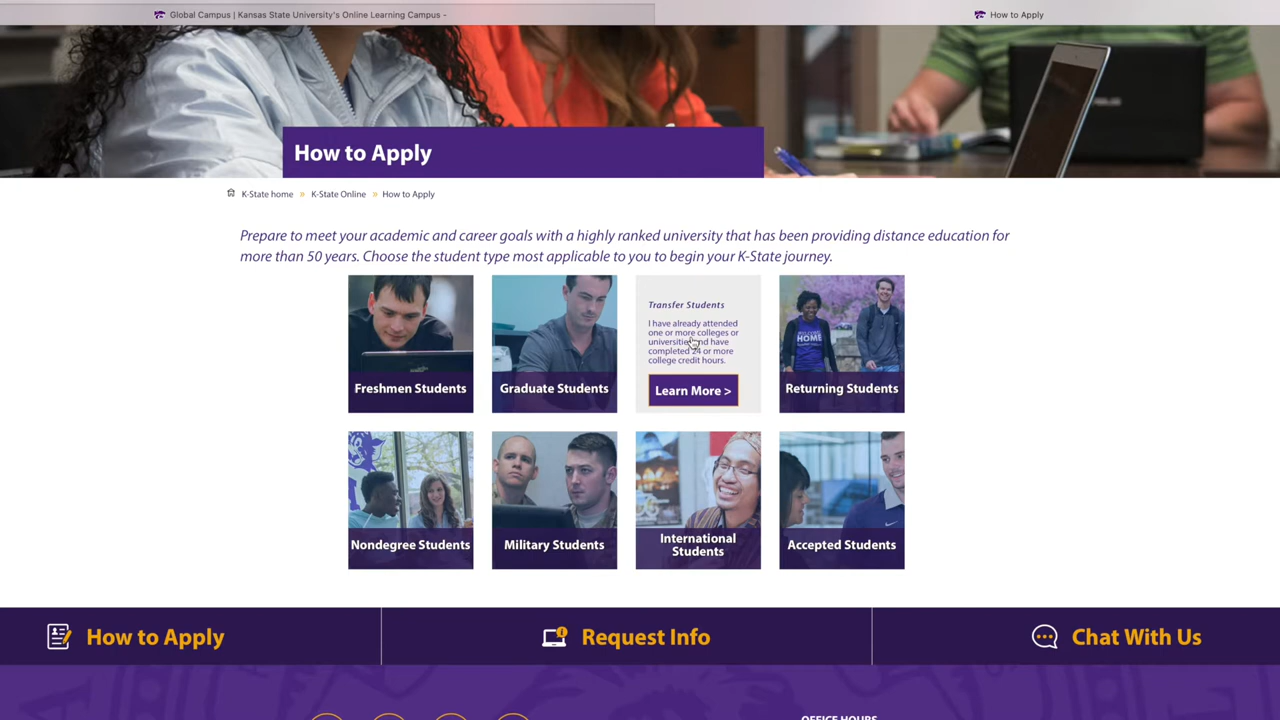 Global Campus | Kansas State University's Online Learning Campus -
How to Apply
How to Apply
K-State home » K-State Online » How to Apply
Prepare to meet your academic and career goals with a highly ranked university that has been providing distance education for
more than 50 years. Choose the student type most applicable to you to begin your K-State journey.
Freshmen Students
Graduate Students
Transfer Students
I have already attended
one or more colleges or
universities and have
completed 24 or more
college credit hours.
Learn More >
Returning Students
Nondegree Students
Military Students
International
Students
Accepted Students
How to Apply
Request Info
Chat With Us
OFFICE HOURS